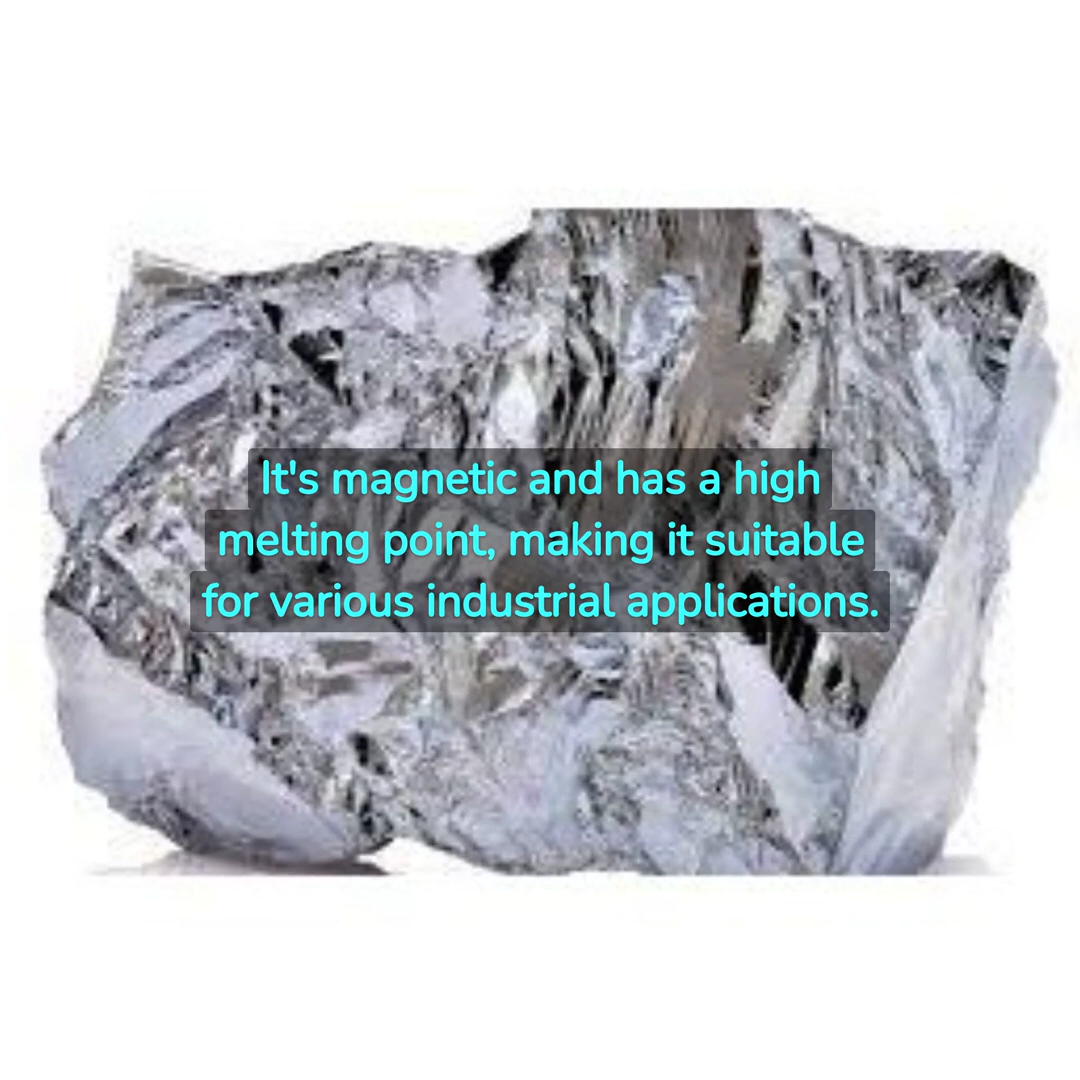 It's magnetic and has a high
melting point, making it suitable
for various industrial applications.